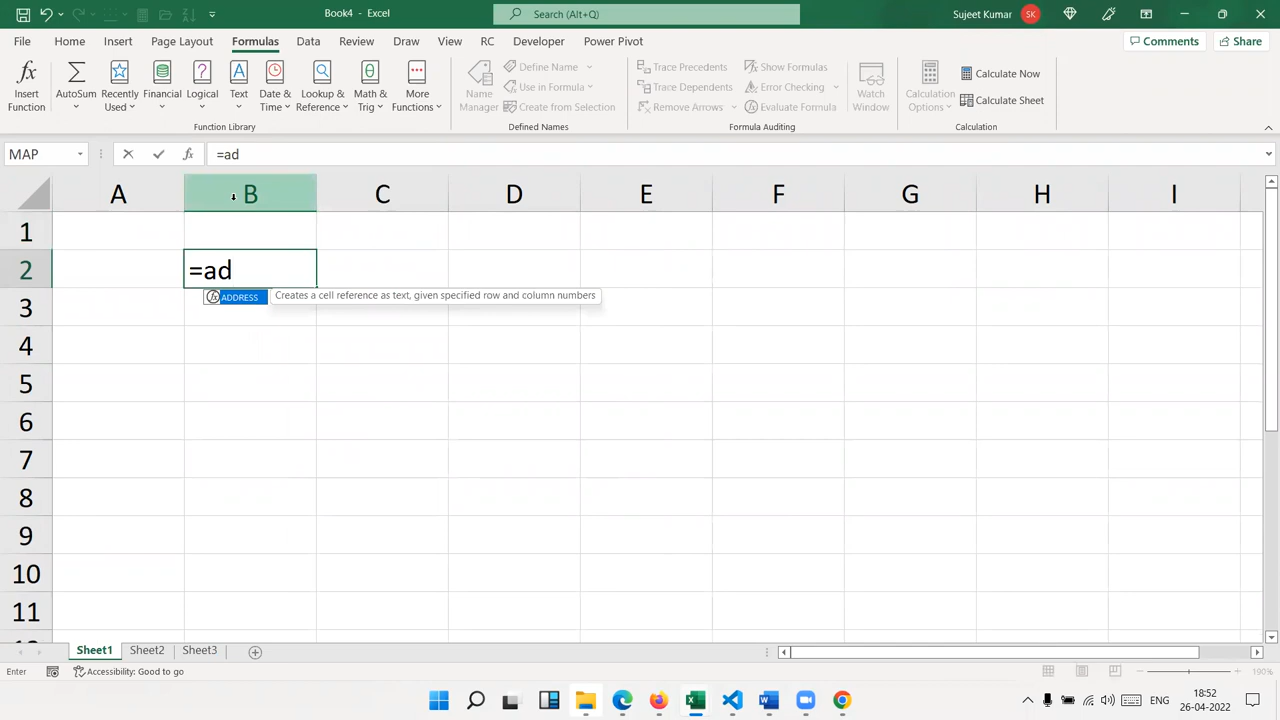 Book4 - Excel
Search (Alt+Q)
Sujeet Kumar
SK
File Home Insert Page Layout Formulas Data Review View RC Developer Power Pivot
Comments Share
Insert Function
AutoSum
Recently Used
Financial
Logical
Text
Date & Time
Lookup & Reference
Math & Trig
More Functions
Function Library
Name Manager
Define Name
Use in Formula
Create from Selection
Defined Names
Trace Precedents
Trace Dependents
Remove Arrows
Show Formulas
Error Checking
Evaluate Formula
Formula Auditing
Watch Window
Calculation Options
Calculate Now
Calculate Sheet
Calculation
MAP fx =ad
A B C D E F G H I
1
2 =ad
ADDRESS Creates a cell reference as text, given specified row and column numbers
3
4
5
6
7
8
9
10
11
Sheet1 Sheet2 Sheet3
Enter Accessibility: Good to go 190%
ENG 18:52
26-04-2022